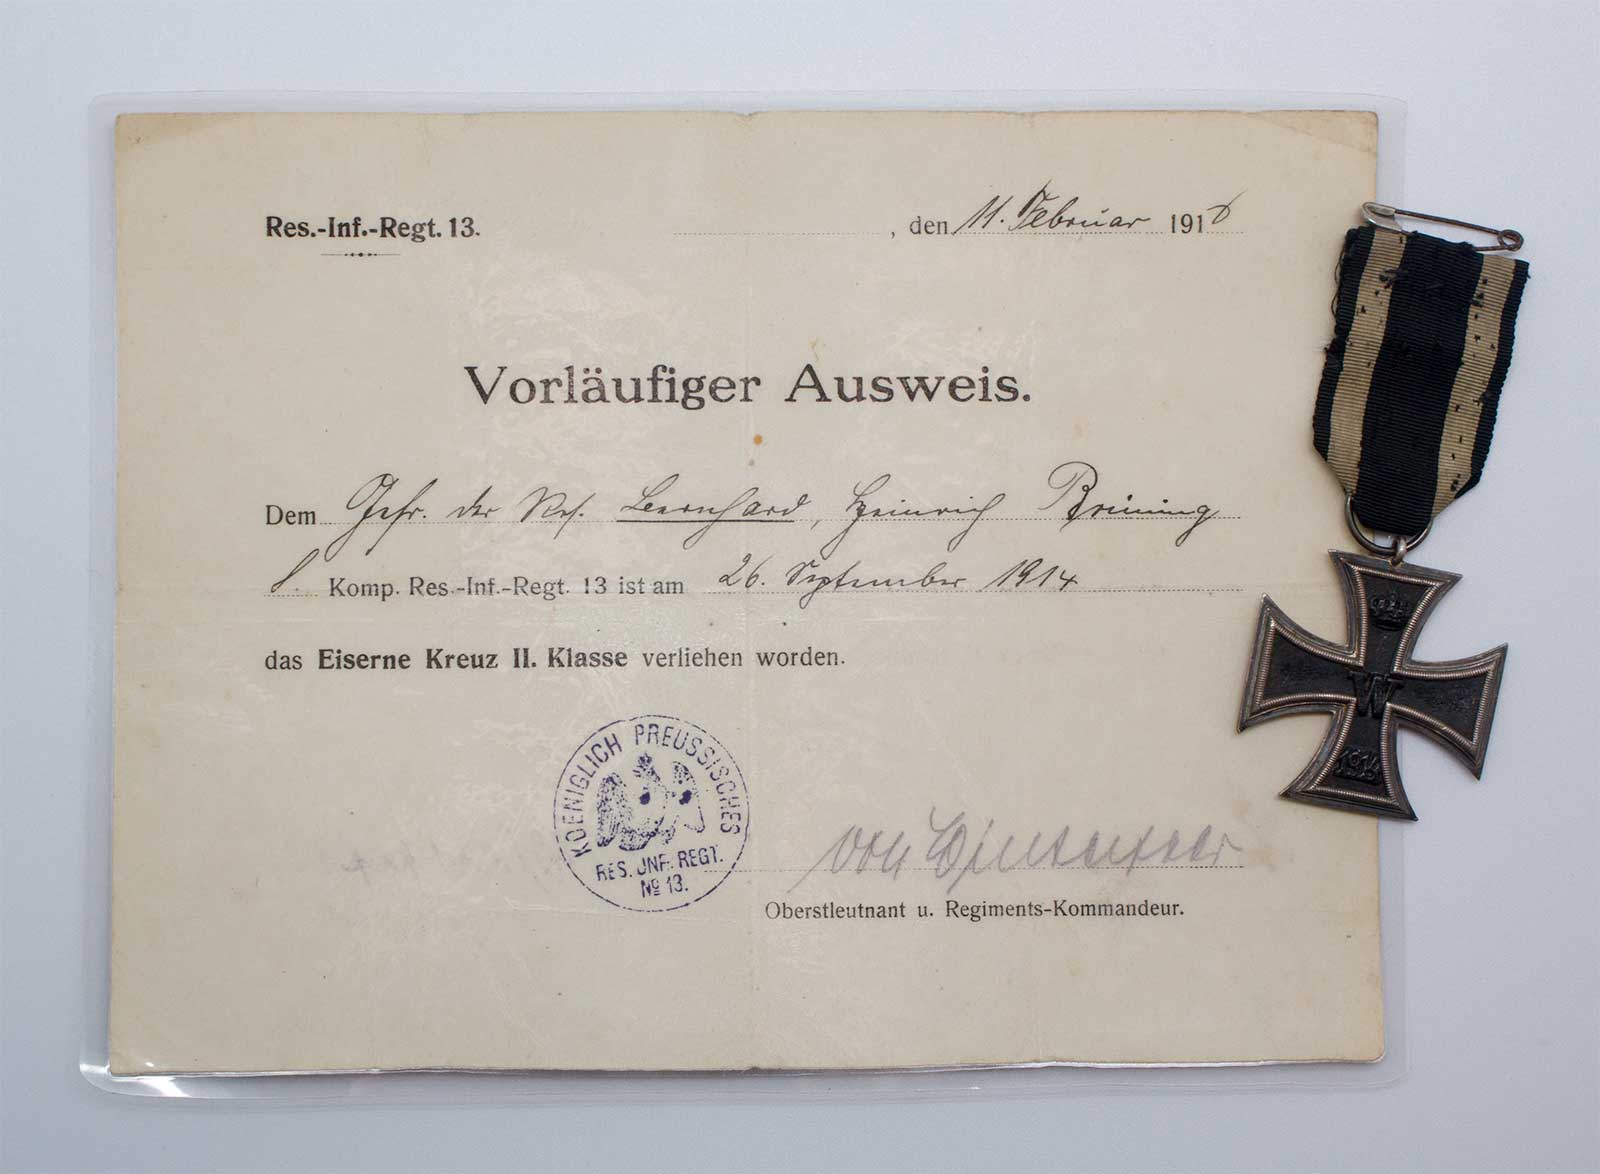 Res.-Inf.-Regt. 13.
, den 11. Februar 1916
Vorläufiger Ausweis.
Dem Gefr. der Res. Bernhard, Heinrich Brüning
8. Komp. Res.-Inf.-Regt. 13 ist am 26. September 1914
das Eiserne Kreuz II. Klasse verliehen worden.
KOENIGLICH PREUSSISCHES
RES. INF. REGT.
No 13.
von
Oberstleutnant u. Regiments-Kommandeur.
W
1914